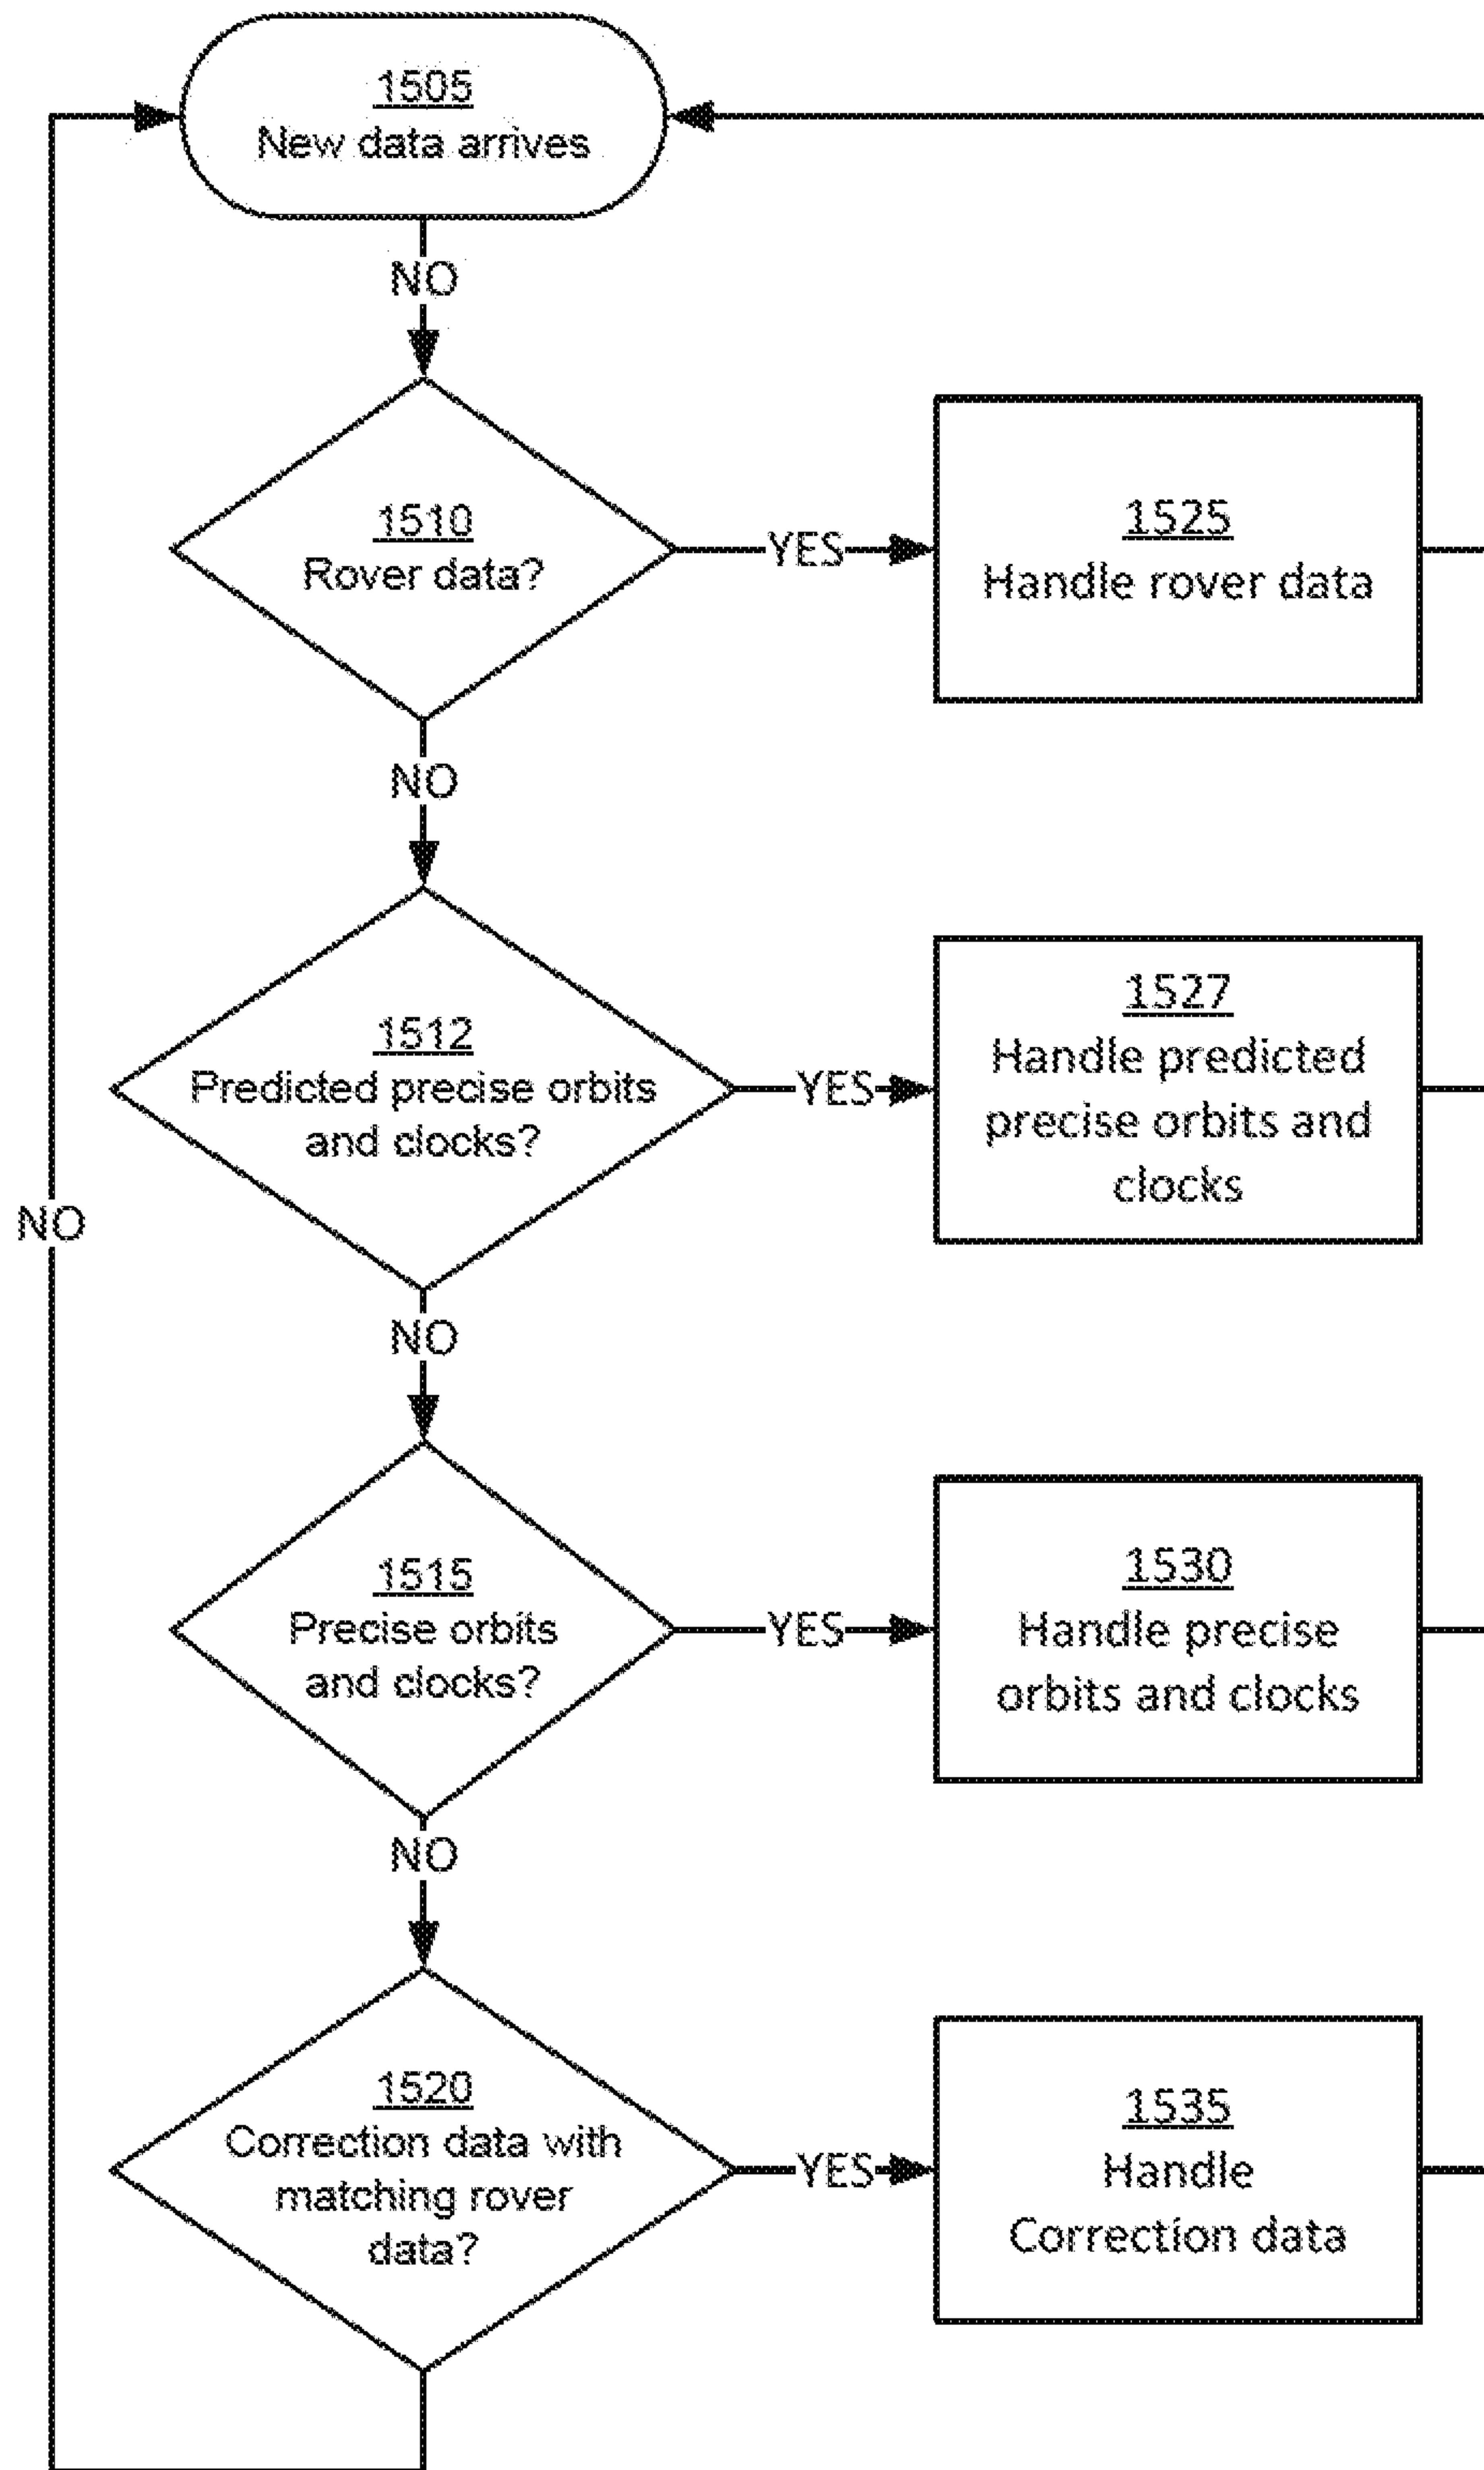 1505
New data arrives
NO
1510
Rover data?
YES
1525
Handle rover data
NO
1512
Predicted precise orbits
and clocks?
YES
1527
Handle predicted
precise orbits and
clocks
NO
NO
1515
Precise orbits
and clocks?
YES
1530
Handle precise
orbits and clocks
NO
1520
Correction data with
matching rover
data?
YES
1535
Handle
Correction data